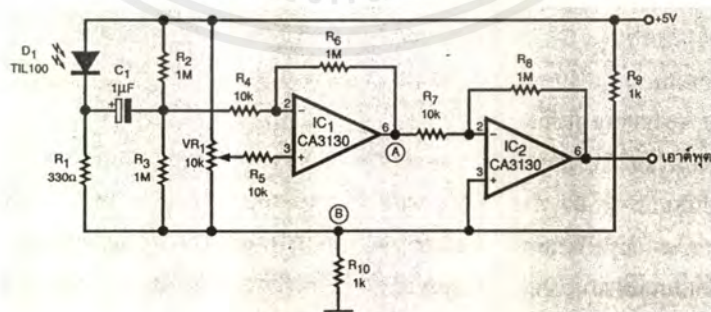 +5V
D1
TIL100
C1
1µF
+
R2
1M
R4
10k
R6
1M
R7
10k
R8
1M
R9
1k
2
−
IC1
CA3130
6
A
3
+
2
−
IC2
CA3130
6
3
+
เอาต์พุต
R1
330Ω
R3
1M
VR1
10k
R5
10k
B
R10
1k